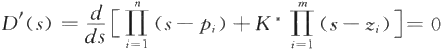 D′(s) = d/ds [ ∏_{i=1}^{n} (s−p_i) + K* ∏_{i=1}^{m} (s−z_i) ] = 0